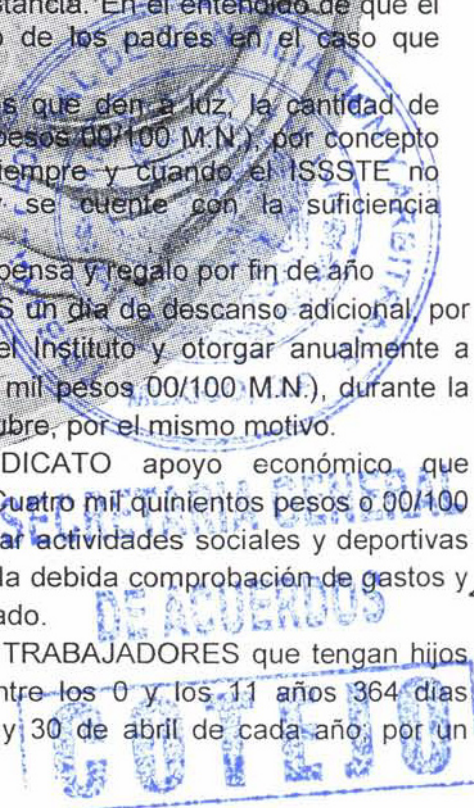 stancia. En el entendido de que el
o de los padres en el caso que
s que den a luz, la cantidad de
pesos 00/100 M.N.), por concepto
iempre y cuando el ISSSTE no
y se cuente con la suficiencia
pensa y regalo por fin de año
S un día de descanso adicional, por
el Instituto y otorgar anualmente a
mil pesos 00/100 M.N.), durante la
ubre, por el mismo motivo.
DICATO apoyo económico que
Cuatro mil quinientos pesos o 00/100
SECRETARIA GENERAL
ar actividades sociales y deportivas
la debida comprobación de gastos y
DE ACUERDOS
ado.
TRABAJADORES que tengan hijos
ntre los 0 y los 11 años 364 días
y 30 de abril de cada año, por un
COTEJO